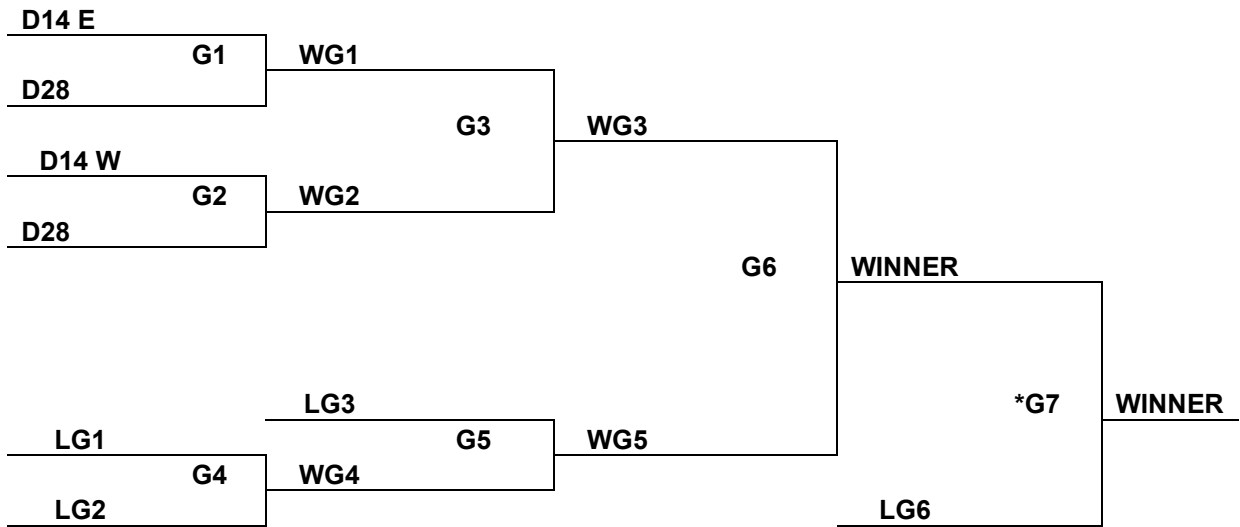 D14 E
G1 WG1
D28
G3 WG3
D14 W
G2 WG2
D28
G6 WINNER
LG3 *G7 WINNER
LG1 G5 WG5
G4 WG4
LG2 LG6